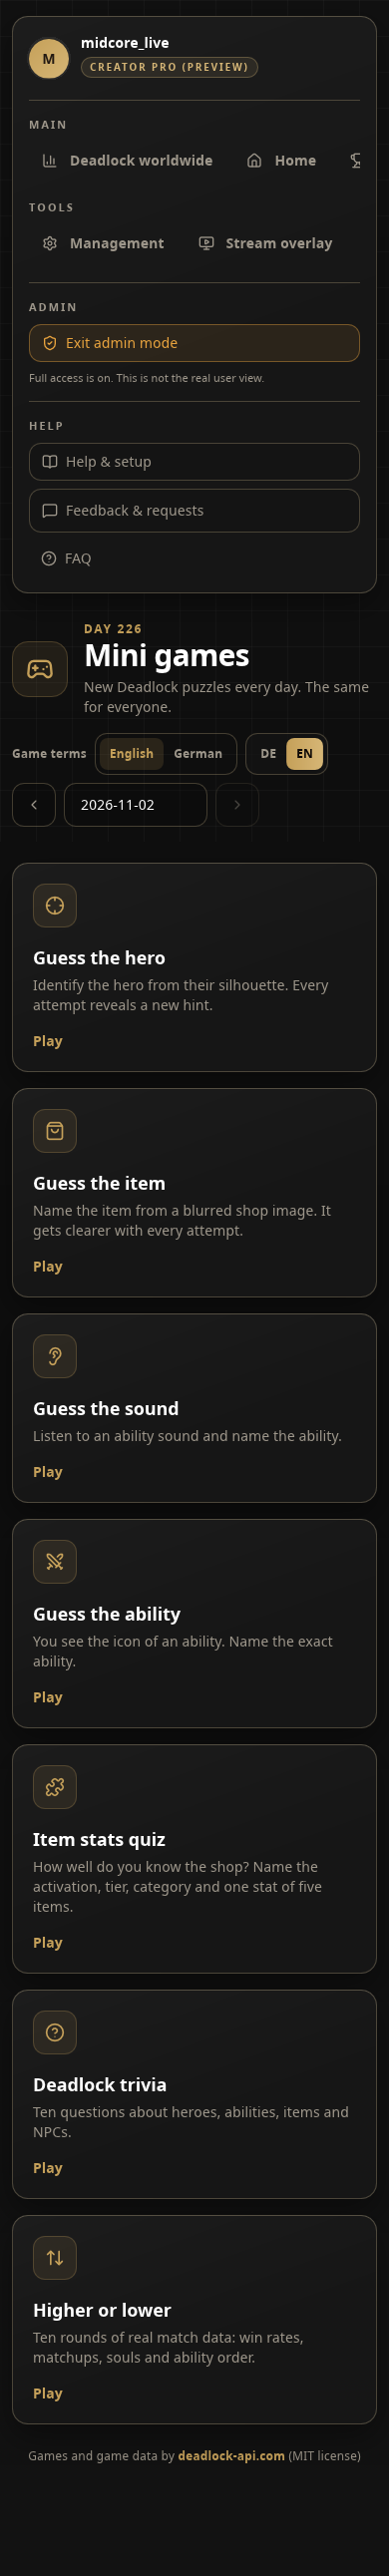 M
midcore_live
CREATOR PRO (PREVIEW)
MAIN
Deadlock worldwide
Home
TOOLS
Management
Stream overlay
ADMIN
Exit admin mode
Full access is on. This is not the real user view.
HELP
Help & setup
Feedback & requests
FAQ
DAY 226
Mini games
New Deadlock puzzles every day. The same
for everyone.
Game terms English German DE EN
2026-11-02
Guess the hero
Identify the hero from their silhouette. Every
attempt reveals a new hint.
Play
Guess the item
Name the item from a blurred shop image. It
gets clearer with every attempt.
Play
Guess the sound
Listen to an ability sound and name the ability.
Play
Guess the ability
You see the icon of an ability. Name the exact
ability.
Play
Item stats quiz
How well do you know the shop? Name the
activation, tier, category and one stat of five
items.
Play
Deadlock trivia
Ten questions about heroes, abilities, items and
NPCs.
Play
Higher or lower
Ten rounds of real match data: win rates,
matchups, souls and ability order.
Play
Games and game data by deadlock-api.com (MIT license)